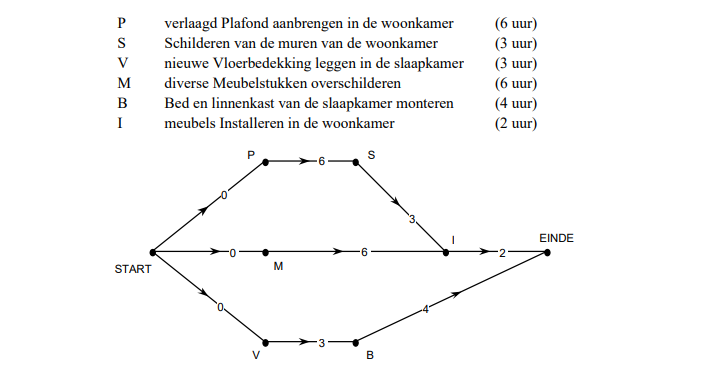 P verlaagd Plafond aanbrengen in de woonkamer (6 uur)
S Schilderen van de muren van de woonkamer (3 uur)
V nieuwe Vloerbedekking leggen in de slaapkamer (3 uur)
M diverse Meubelstukken overschilderen (6 uur)
B Bed en linnenkast van de slaapkamer monteren (4 uur)
I meubels Installeren in de woonkamer (2 uur)
P 6 S
0
3
I EINDE
0 6 2
START M
0 4
3
V B